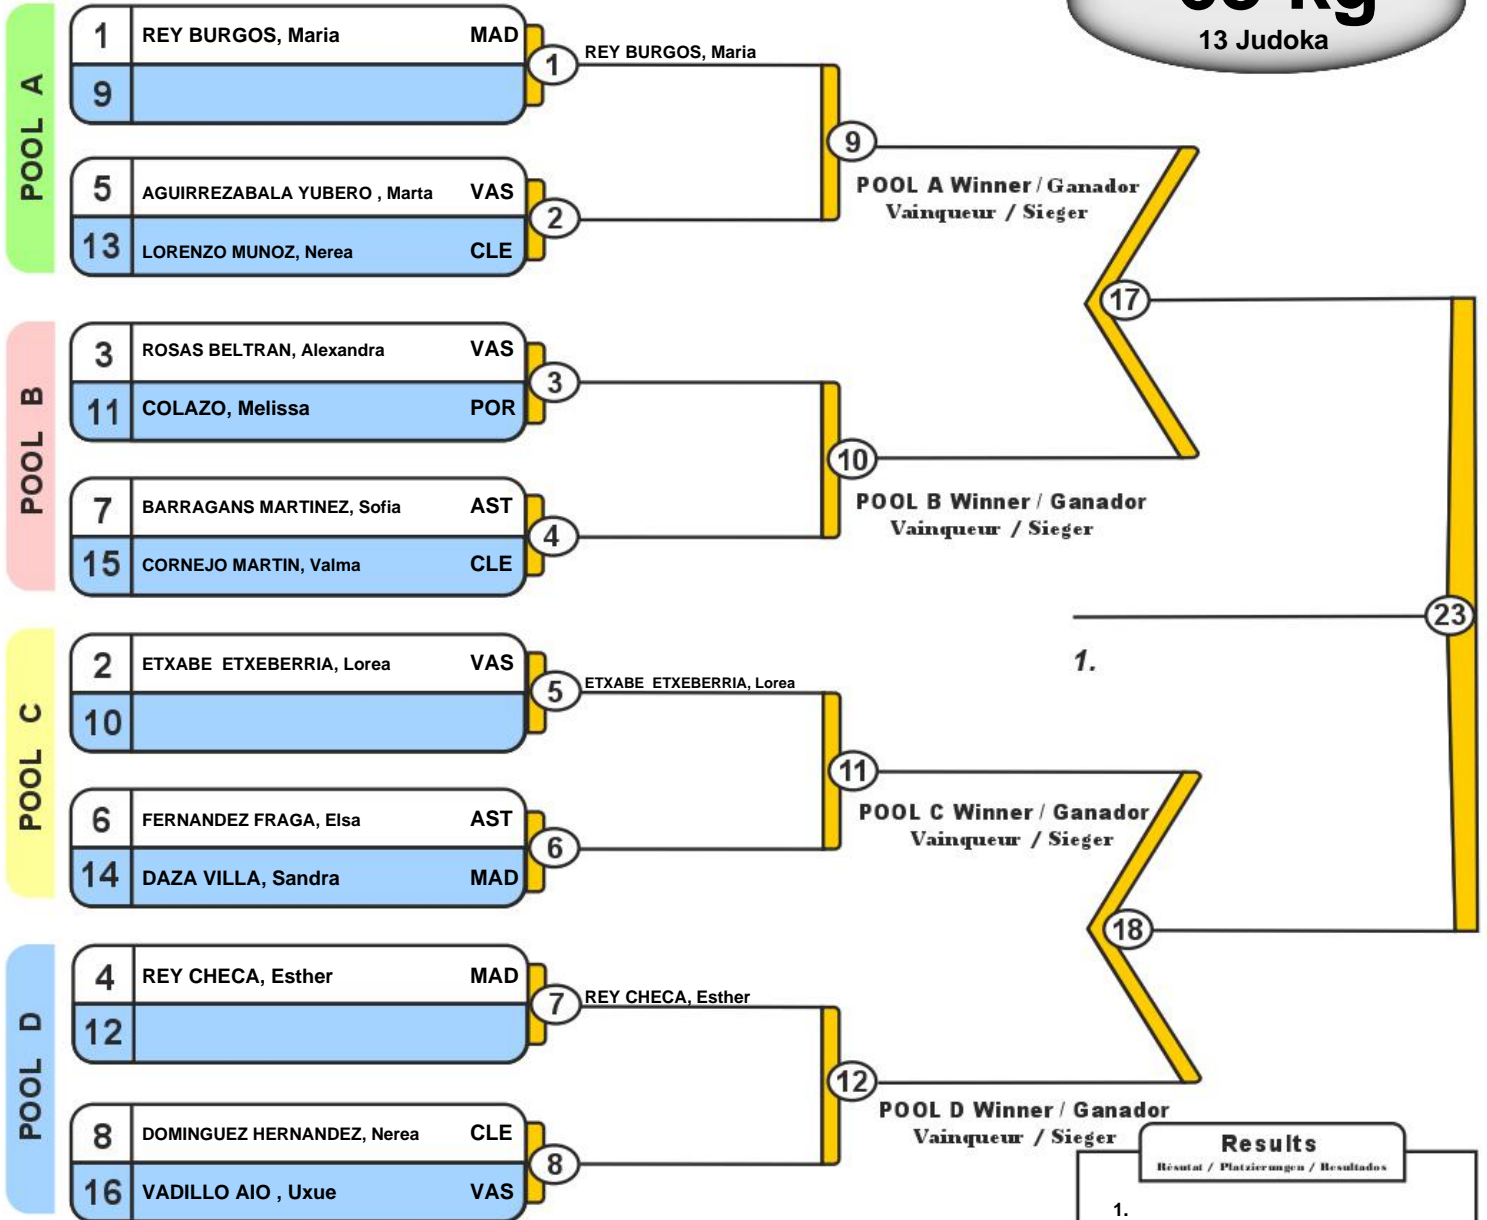 kg
13 Judoka
POOL A
1 REY BURGOS, Maria MAD
9
1
REY BURGOS, Maria
5 AGUIRREZABALA YUBERO , Marta VAS
13 LORENZO MUNOZ, Nerea CLE
2
9
POOL A Winner / Ganador
Vainqueur / Sieger
POOL B
3 ROSAS BELTRAN, Alexandra VAS
11 COLAZO, Melissa POR
3
7 BARRAGANS MARTINEZ, Sofia AST
15 CORNEJO MARTIN, Valma CLE
4
10
POOL B Winner / Ganador
Vainqueur / Sieger
17
POOL C
2 ETXABE ETXEBERRIA, Lorea VAS
10
5
ETXABE ETXEBERRIA, Lorea
6 FERNANDEZ FRAGA, Elsa AST
14 DAZA VILLA, Sandra MAD
6
11
POOL C Winner / Ganador
Vainqueur / Sieger
POOL D
4 REY CHECA, Esther MAD
12
7
REY CHECA, Esther
8 DOMINGUEZ HERNANDEZ, Nerea CLE
16 VADILLO AIO , Uxue VAS
8
12
POOL D Winner / Ganador
Vainqueur / Sieger
18
23
1.
Results
Résutat / Platzierungen / Resultados
1.